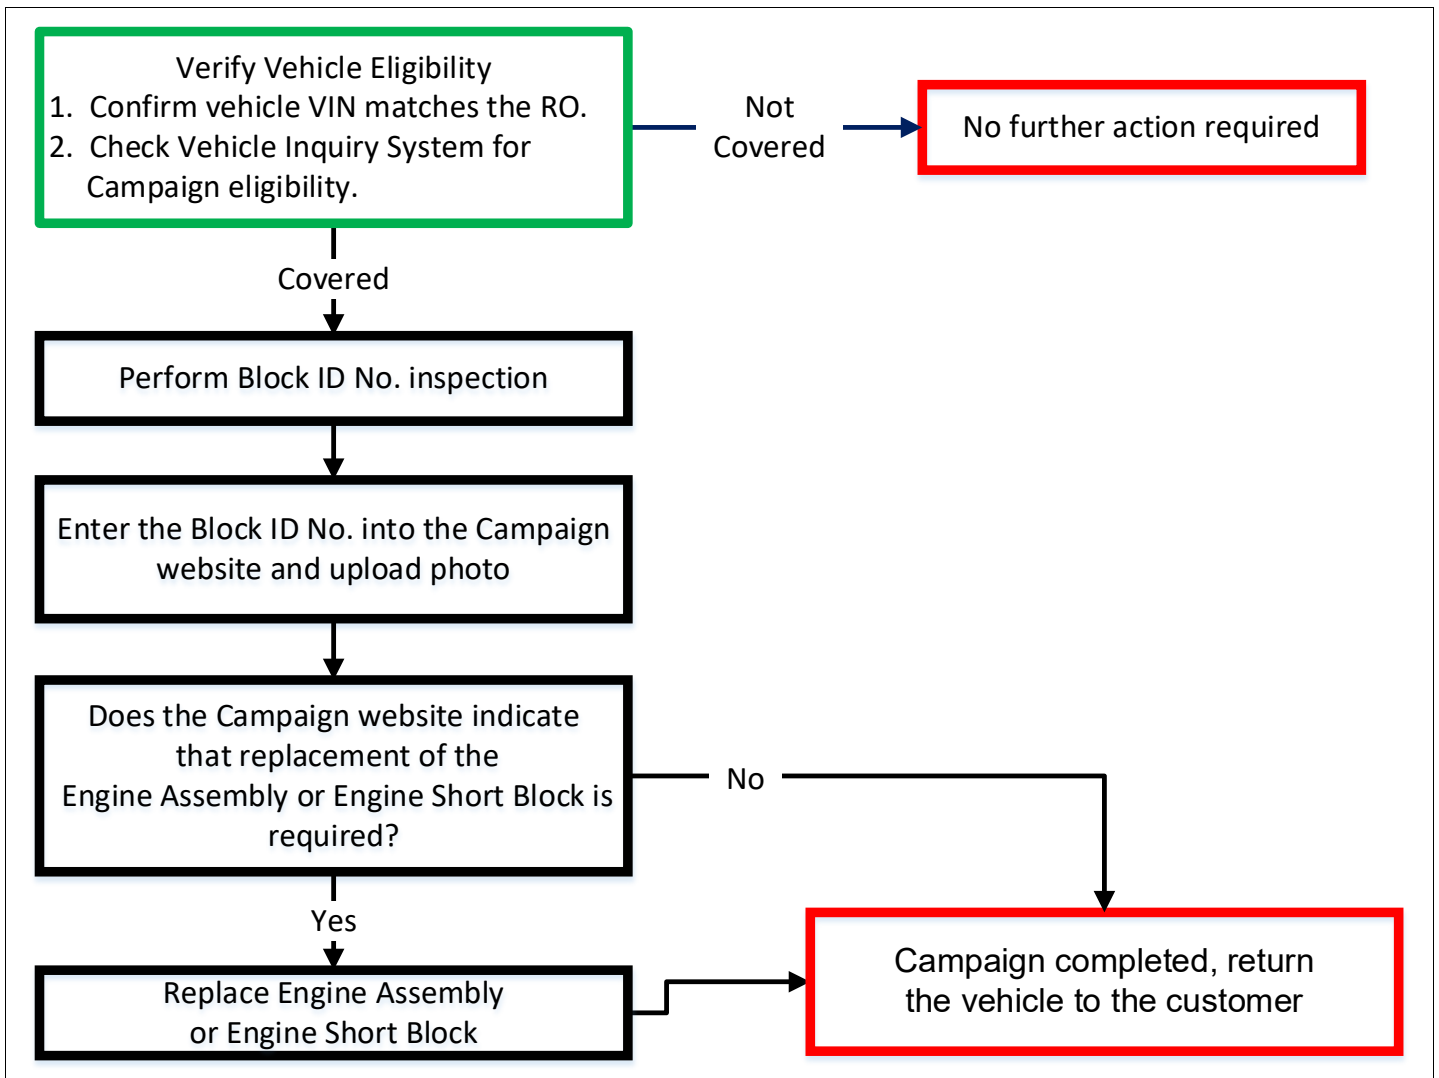 Verify Vehicle Eligibility
1. Confirm vehicle VIN matches the RO.
2. Check Vehicle Inquiry System for
Campaign eligibility.
Not
Covered
No further action required
Covered
Perform Block ID No. inspection
Enter the Block ID No. into the Campaign
website and upload photo
Does the Campaign website indicate
that replacement of the
Engine Assembly or Engine Short Block is
required?
No
Yes
Replace Engine Assembly
or Engine Short Block
Campaign completed, return
the vehicle to the customer